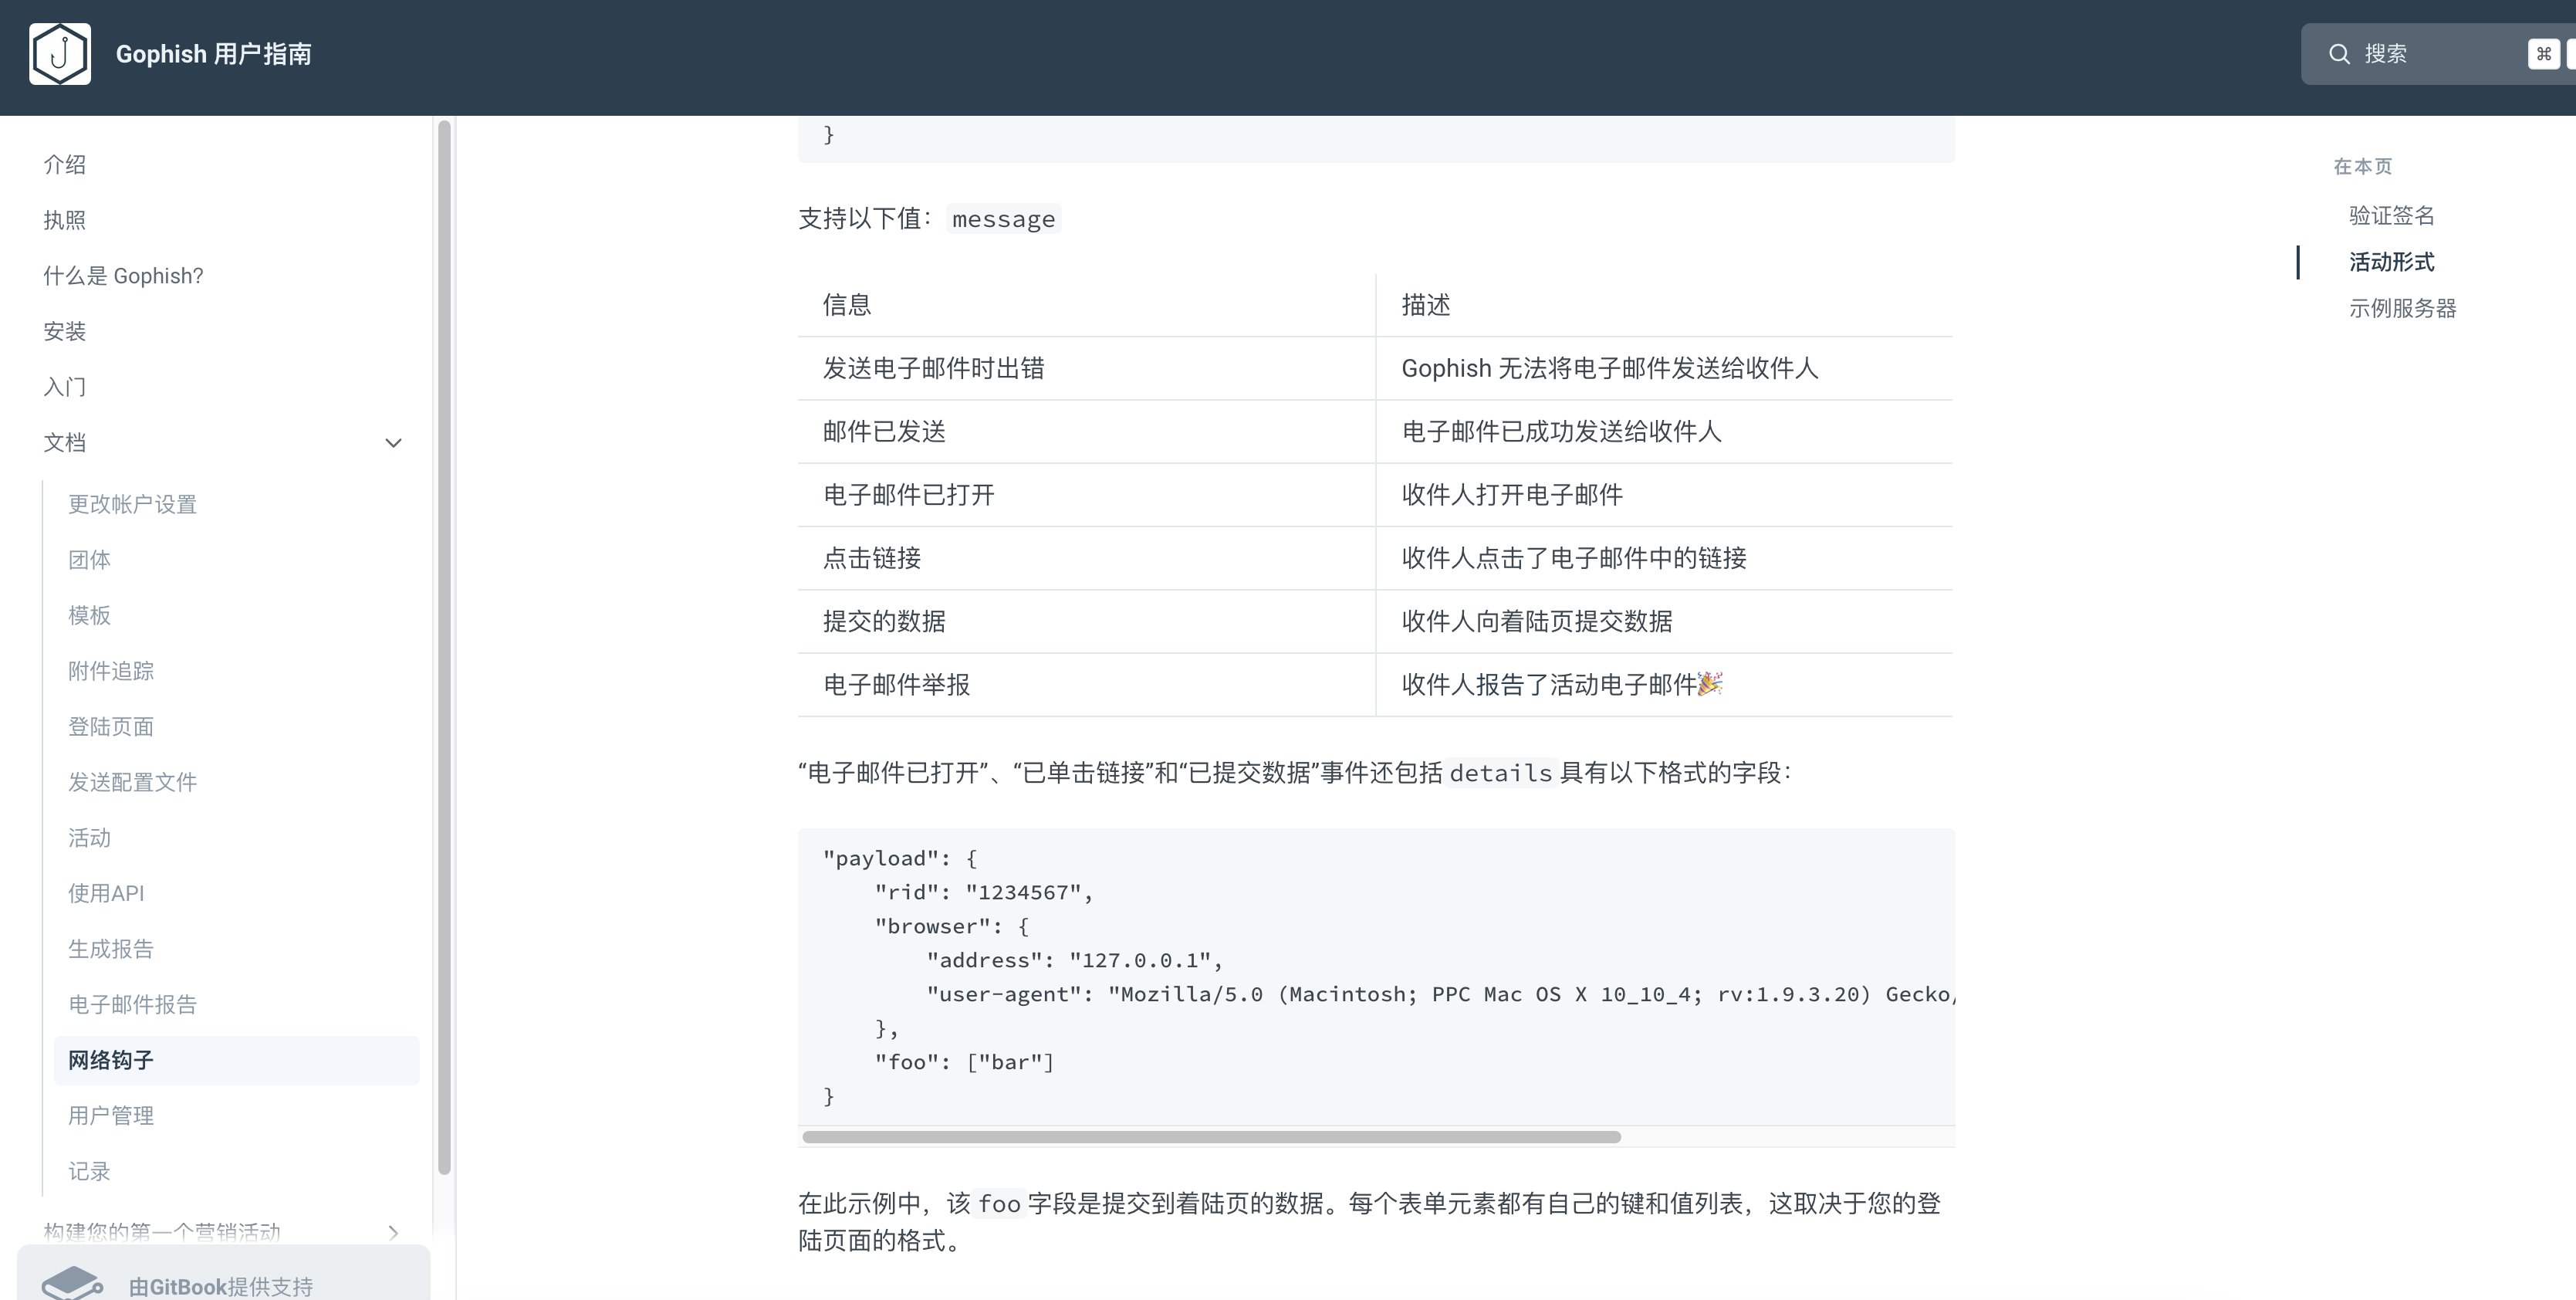 Gophish 用户指南
搜索
⌘
介绍
执照
什么是 Gophish?
安装
入门
文档
更改帐户设置
团体
模板
附件追踪
登陆页面
发送配置文件
活动
使用API
生成报告
电子邮件报告
网络钩子
用户管理
记录
构建您的第一个营销活动
由GitBook提供支持
}
支持以下值： message
信息 描述
发送电子邮件时出错 Gophish 无法将电子邮件发送给收件人
邮件已发送 电子邮件已成功发送给收件人
电子邮件已打开 收件人打开电子邮件
点击链接 收件人点击了电子邮件中的链接
提交的数据 收件人向着陆页提交数据
电子邮件举报 收件人报告了活动电子邮件🎉
“电子邮件已打开”、“已单击链接”和“已提交数据”事件还包括 details 具有以下格式的字段：
"payload": {
    "rid": "1234567",
    "browser": {
        "address": "127.0.0.1",
        "user-agent": "Mozilla/5.0 (Macintosh; PPC Mac OS X 10_10_4; rv:1.9.3.20) Gecko/
    },
    "foo": ["bar"]
}
在此示例中，该 foo 字段是提交到着陆页的数据。每个表单元素都有自己的键和值列表，这取决于您的登
陆页面的格式。
在本页
验证签名
活动形式
示例服务器